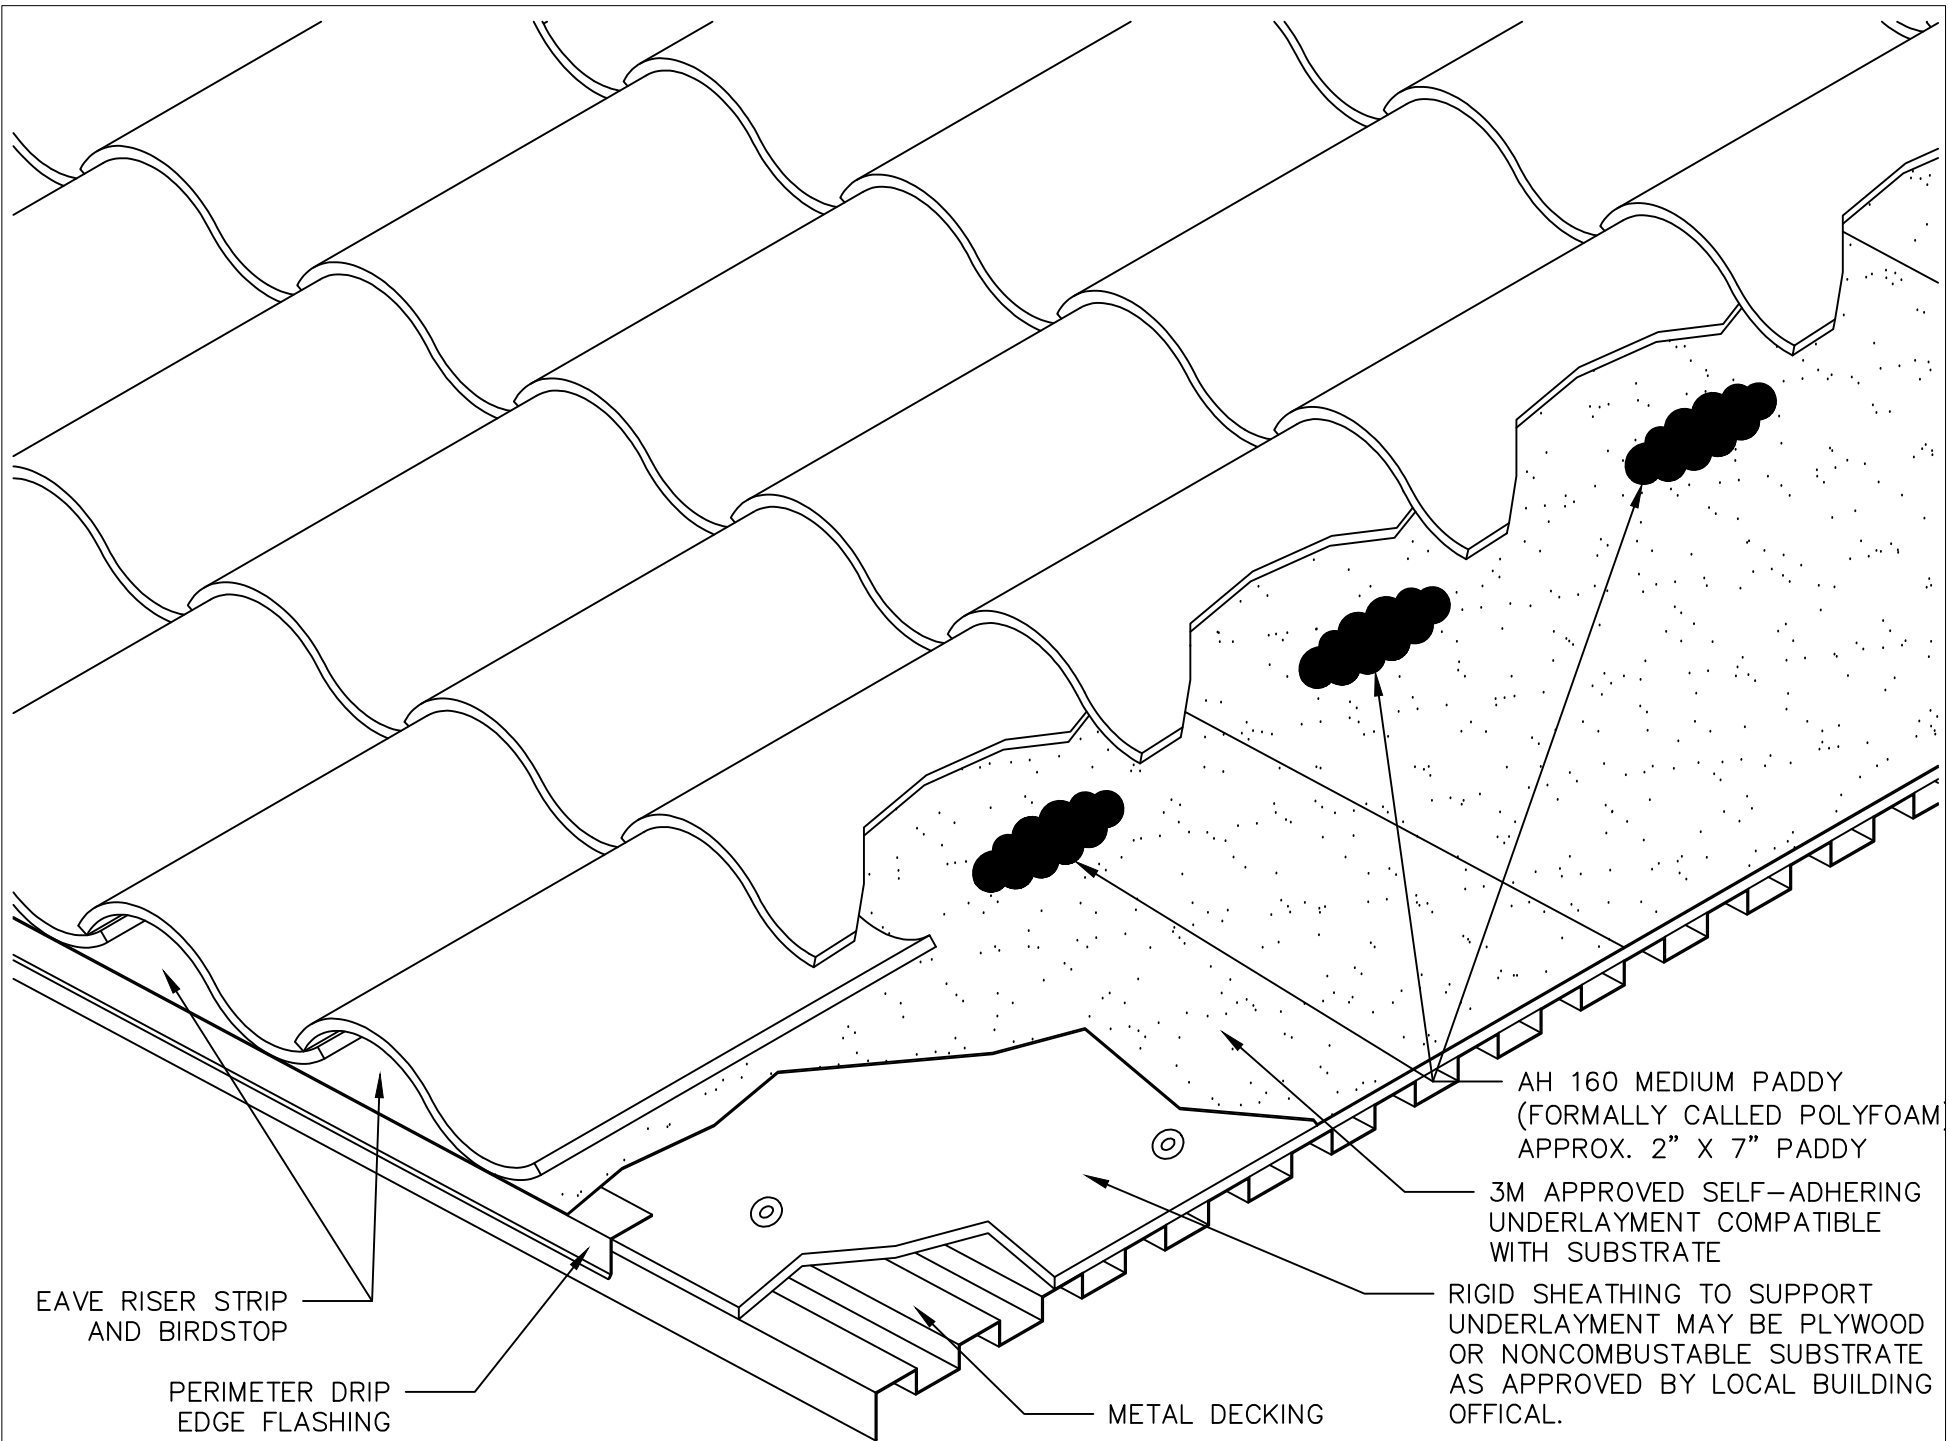 AH 160 MEDIUM PADDY
(FORMALLY CALLED POLYFOAM)
APPROX. 2” X 7” PADDY
3M APPROVED SELF-ADHERING
UNDERLAYMENT COMPATIBLE
WITH SUBSTRATE
RIGID SHEATHING TO SUPPORT
UNDERLAYMENT MAY BE PLYWOOD
OR NONCOMBUSTABLE SUBSTRATE
AS APPROVED BY LOCAL BUILDING
OFFICAL.
EAVE RISER STRIP
AND BIRDSTOP
PERIMETER DRIP
EDGE FLASHING
METAL DECKING